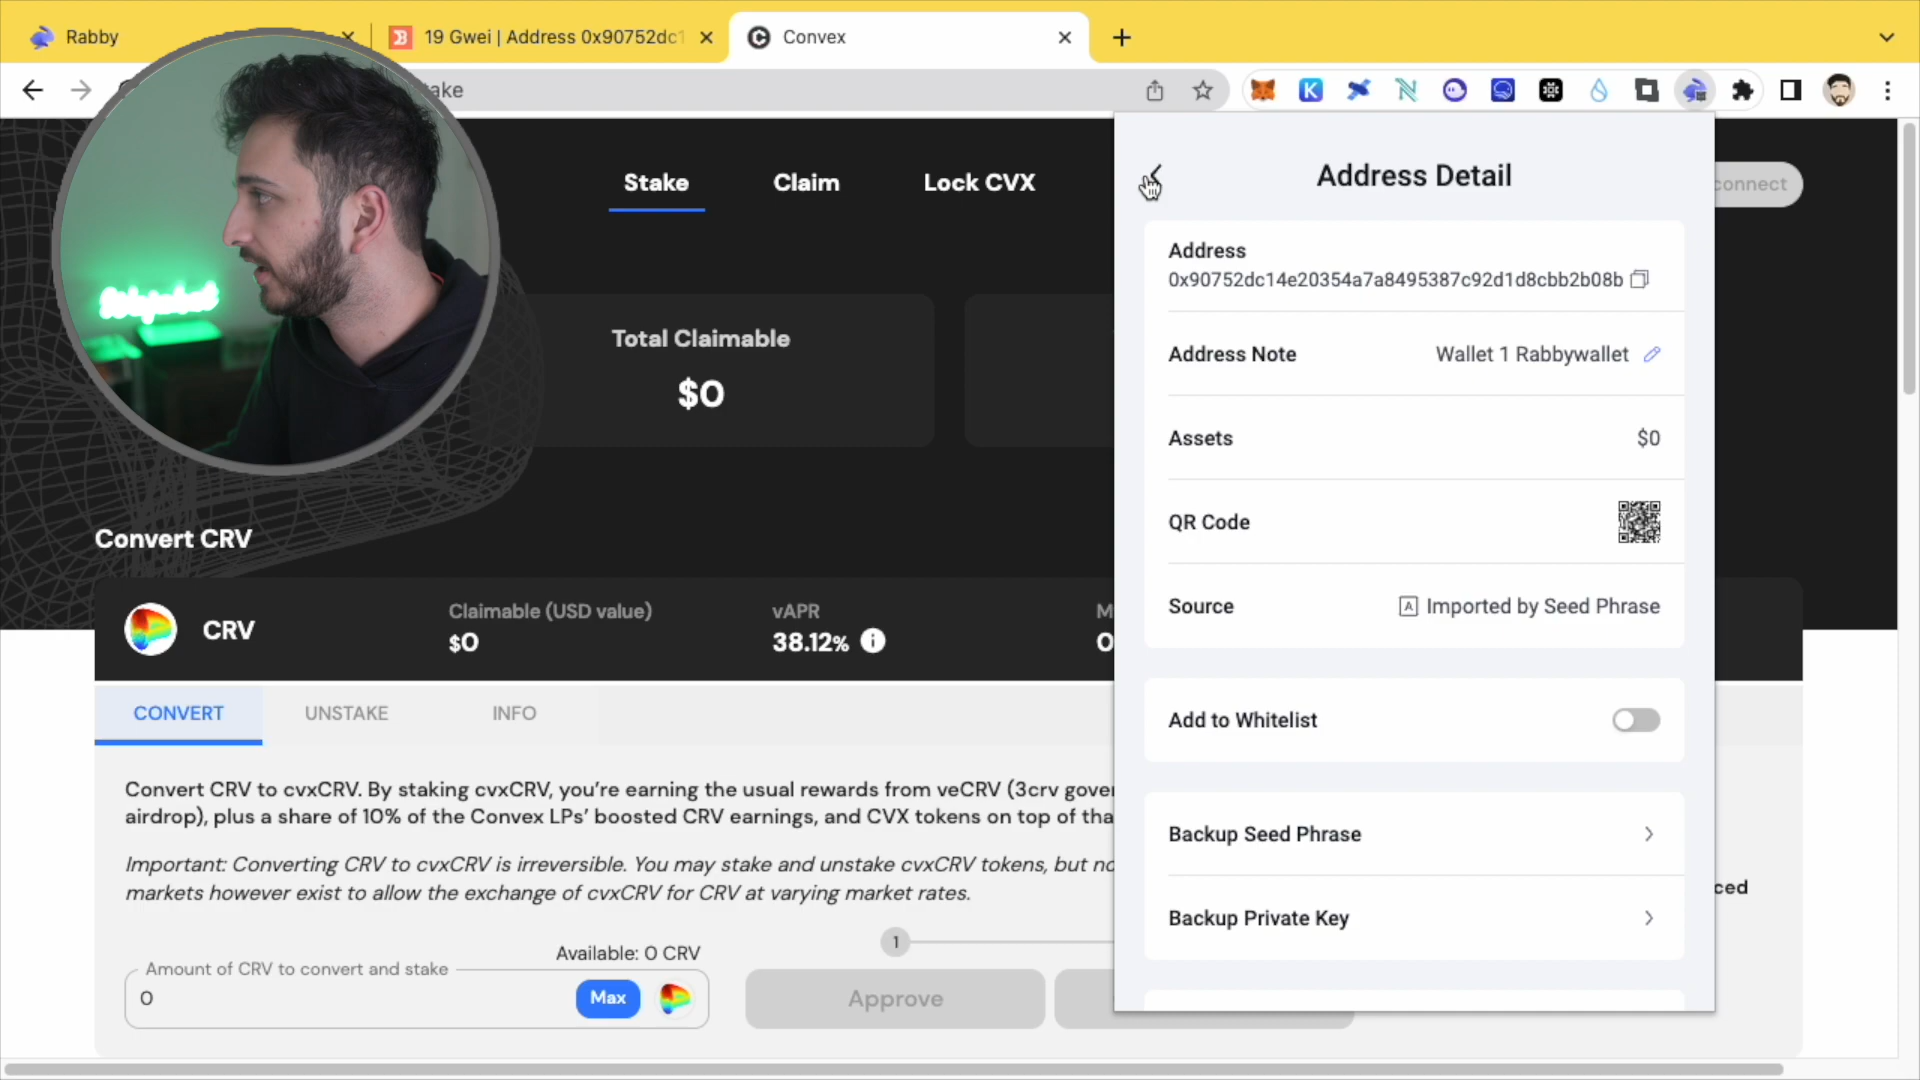 Rabby
19 Gwei | Address 0x90752dc1
Convex
ake
Stake
Claim
Lock CVX
connect
Total Claimable
$0
Convert CRV
CRV
Claimable (USD value)
$0
vAPR
38.12%
0
CONVERT
UNSTAKE
INFO
Convert CRV to cvxCRV. By staking cvxCRV, you're earning the usual rewards from veCRV (3crv gover
airdrop), plus a share of 10% of the Convex LPs' boosted CRV earnings, and CVX tokens on top of tha
Important: Converting CRV to cvxCRV is irreversible. You may stake and unstake cvxCRV tokens, but no
markets however exist to allow the exchange of cvxCRV for CRV at varying market rates.
ced
Available: 0 CRV
Amount of CRV to convert and stake
0
Max
1
Approve
Address Detail
Address
0x90752dc14e20354a7a8495387c92d1d8cbb2b08b
Address Note
Wallet 1 Rabbywallet
Assets
$0
QR Code
Source
Imported by Seed Phrase
Add to Whitelist
Backup Seed Phrase
Backup Private Key